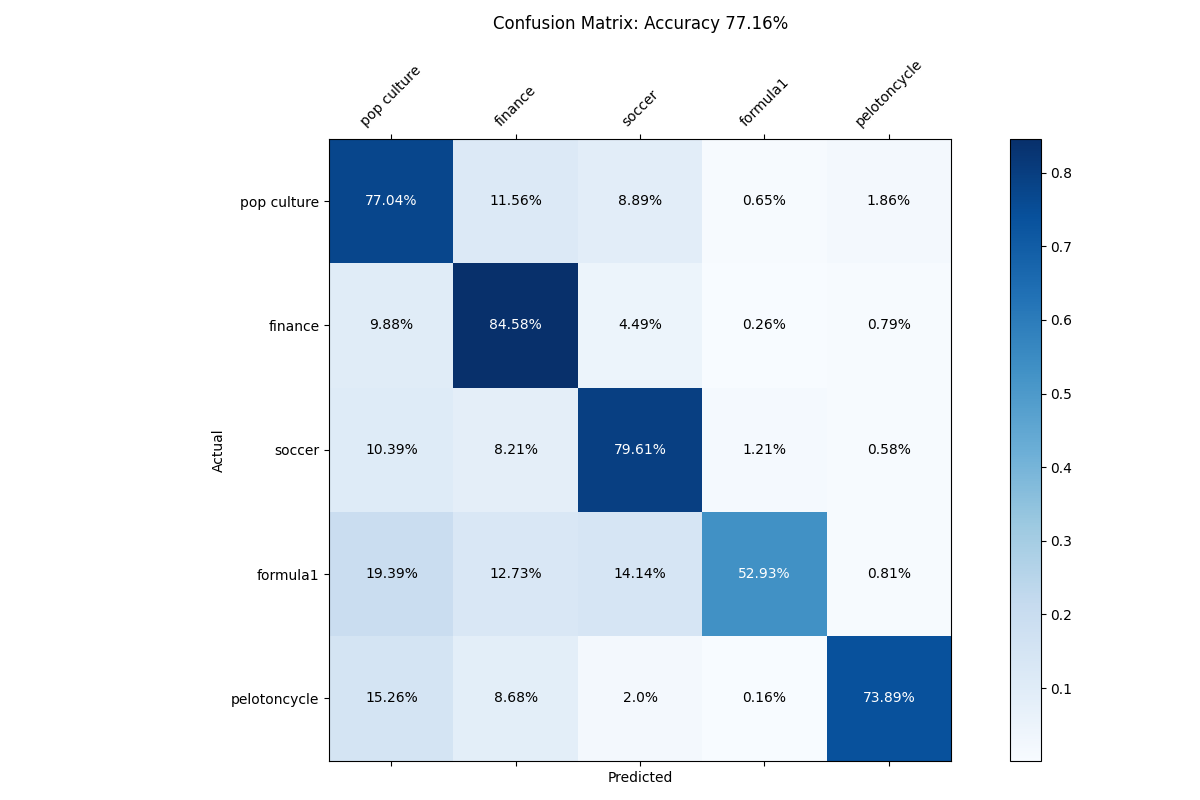 Confusion Matrix: Accuracy 77.16%
pop culture finance soccer formula1 pelotoncycle
pop culture 77.04% 11.56% 8.89% 0.65% 1.86%
finance 9.88% 84.58% 4.49% 0.26% 0.79%
soccer 10.39% 8.21% 79.61% 1.21% 0.58%
formula1 19.39% 12.73% 14.14% 52.93% 0.81%
pelotoncycle 15.26% 8.68% 2.0% 0.16% 73.89%
Actual
Predicted
0.8
0.7
0.6
0.5
0.4
0.3
0.2
0.1